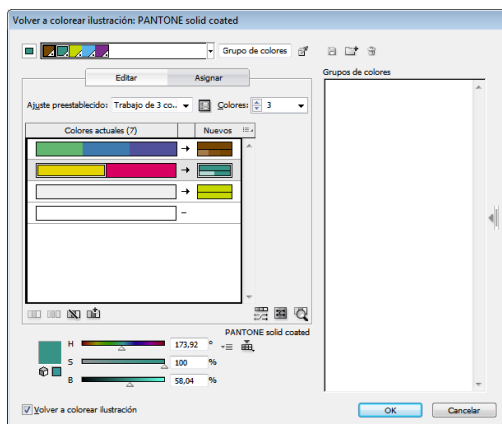 Volver a colorear ilustración: PANTONE solid coated
Grupo de colores
Editar
Asignar
Grupos de colores
Ajuste preestablecido: Trabajo de 3 co...
Colores: 3
Colores actuales (7)
Nuevos
PANTONE solid coated
H 173,92 °
S 100 %
B 58,04 %
Volver a colorear ilustración
OK
Cancelar